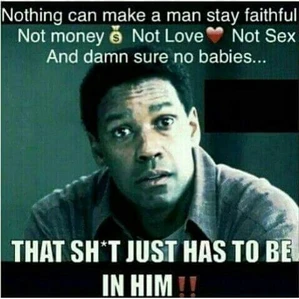 Nothing can make a man stay faithful
Not money💰 Not Love❤ Not Sex
And damn sure no babies...
THAT SH*T JUST HAS TO BE
IN HIM‼